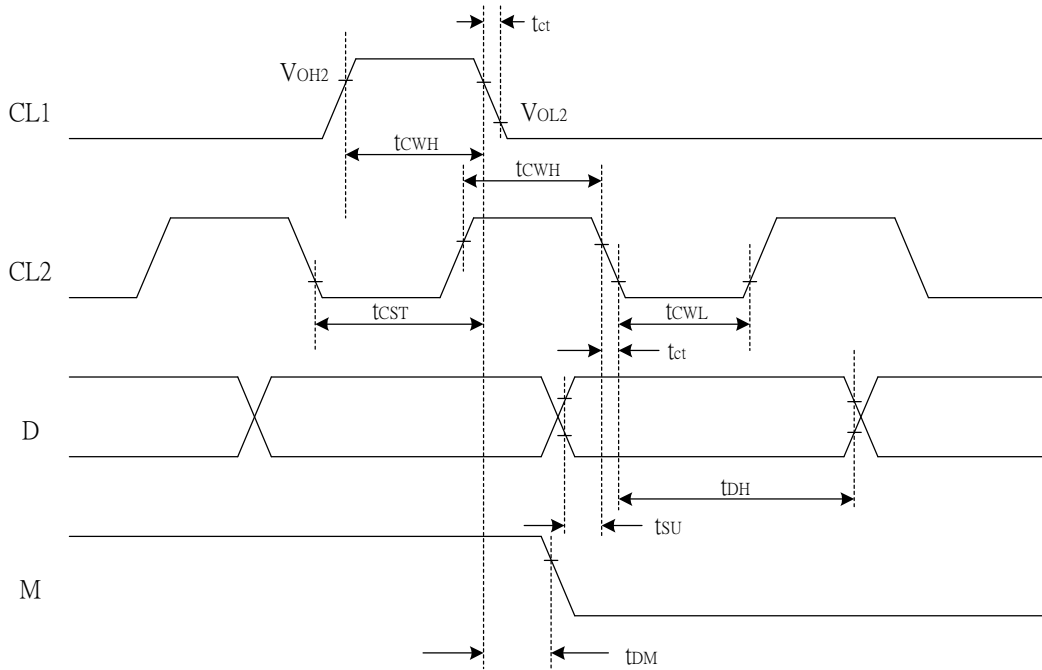 tct
VOH2
CL1
VOL2
tCWH
tCWH
CL2
tCST
tCWL
tct
D
tDH
tSU
M
tDM